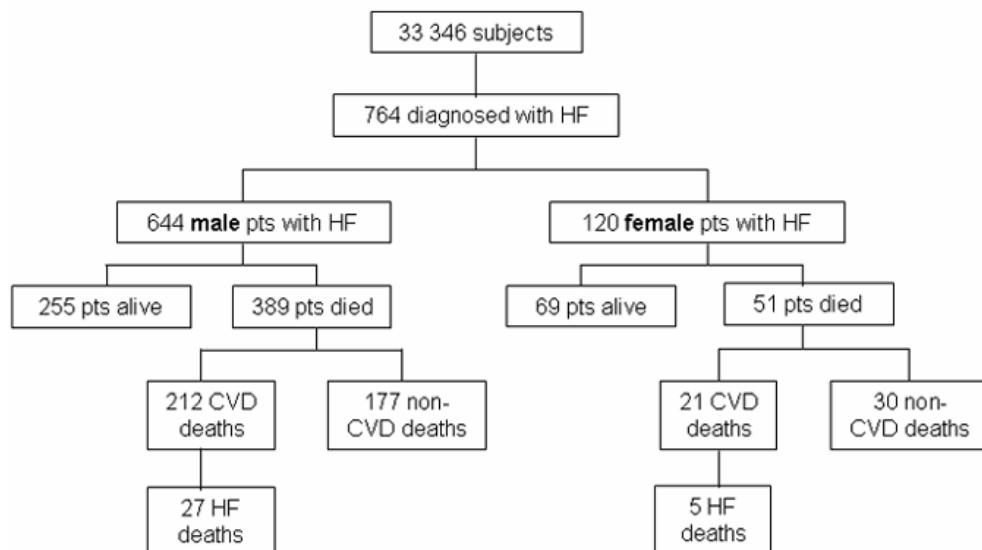 33 346 subjects
764 diagnosed with HF
644 male pts with HF
120 female pts with HF
255 pts alive
389 pts died
69 pts alive
51 pts died
212 CVD
deaths
177 non-
CVD deaths
21 CVD
deaths
30 non-
CVD deaths
27 HF
deaths
5 HF
deaths